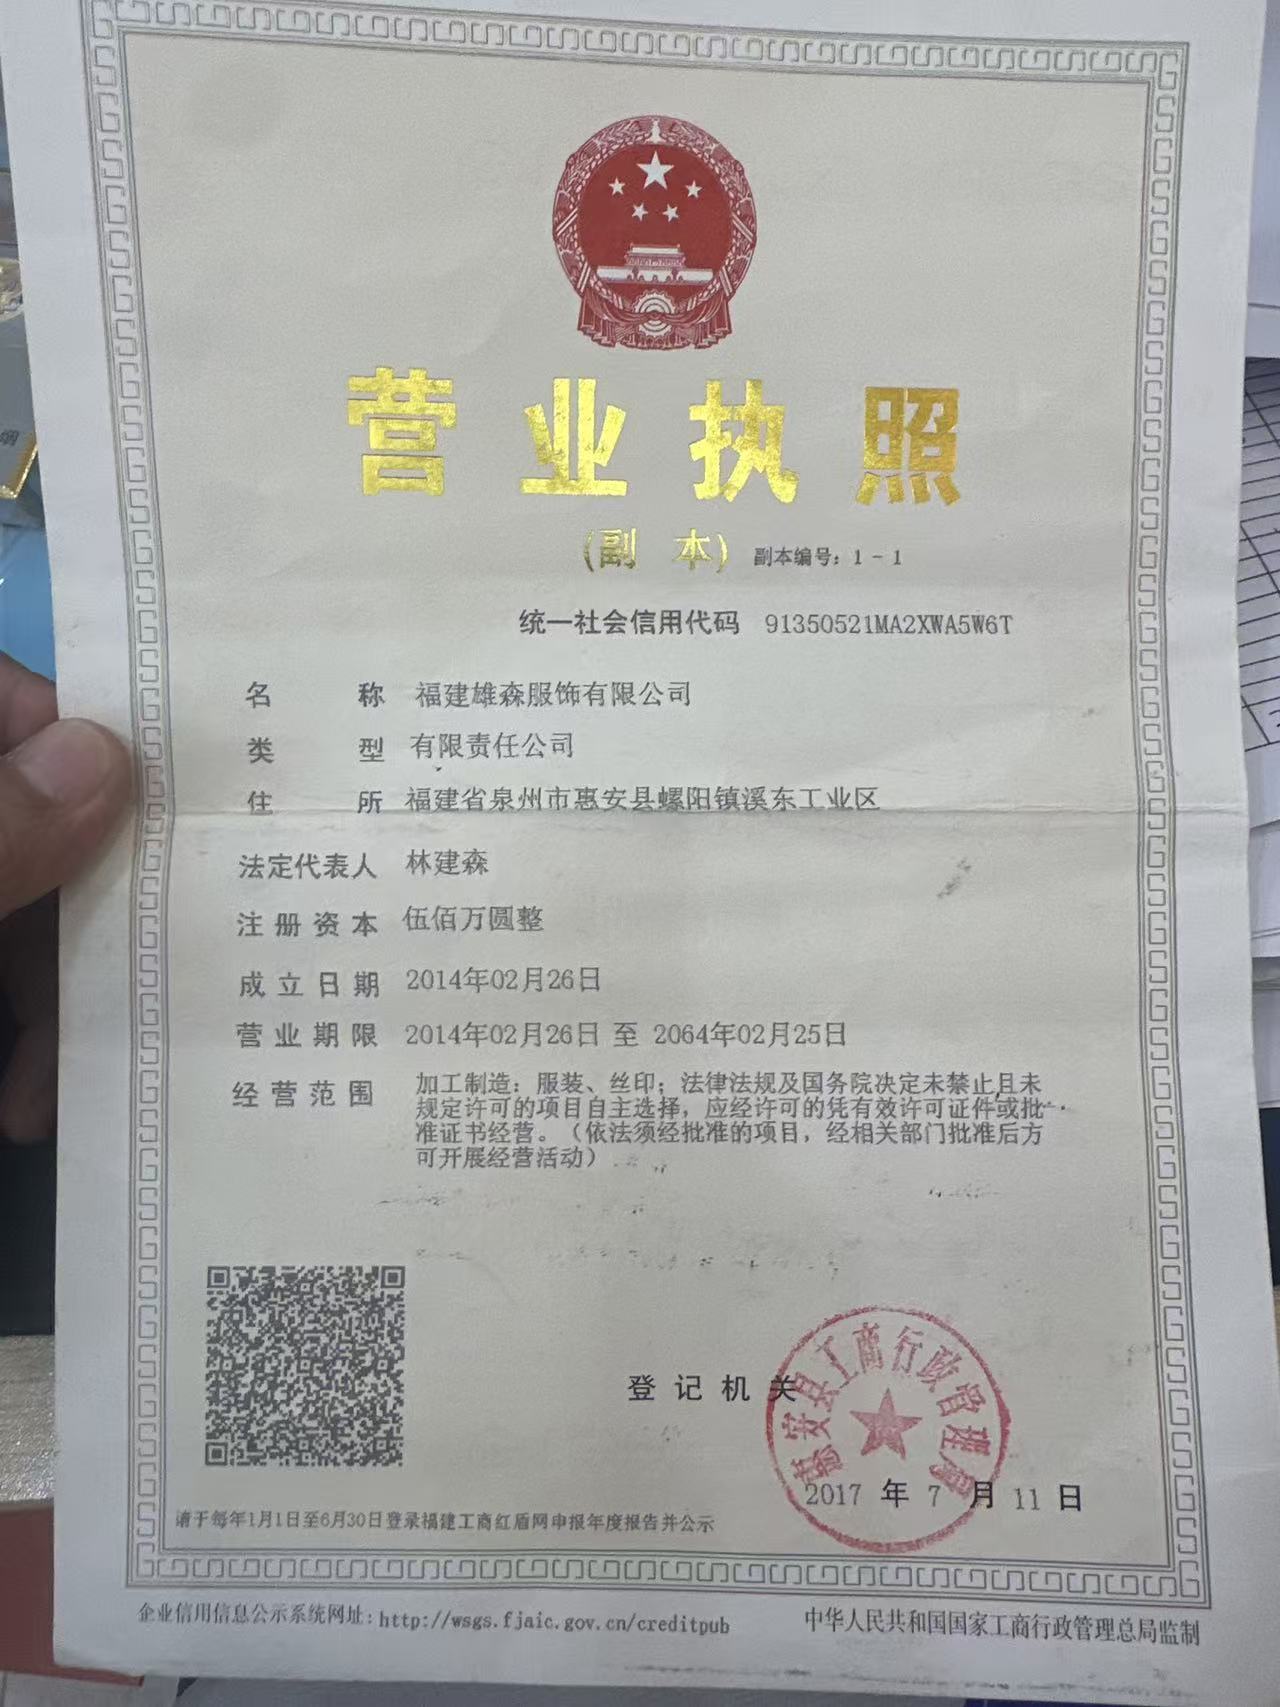 营业执照
(副本) 副本编号：1-1
统一社会信用代码 91350521MA2XWA5W6T
名称 福建雄森服饰有限公司
类型 有限责任公司
住所 福建省泉州市惠安县螺阳镇溪东工业区
法定代表人 林建森
注册资本 伍佰万圆整
成立日期 2014年02月26日
营业期限 2014年02月26日 至 2064年02月25日
经营范围 加工制造：服装、丝印；法律法规及国务院决定未禁止且未
规定许可的项目自主选择，应经许可的凭有效许可证件或批
准证书经营。（依法须经批准的项目，经相关部门批准后方
可开展经营活动）
登记机关
惠安县工商行政管理局
2017 年 7 月 11 日
请于每年1月1日至6月30日登录福建工商红盾网申报年度报告并公示
企业信用信息公示系统网址：http://wsgs.fjaic.gov.cn/creditpub
中华人民共和国国家工商行政管理总局监制